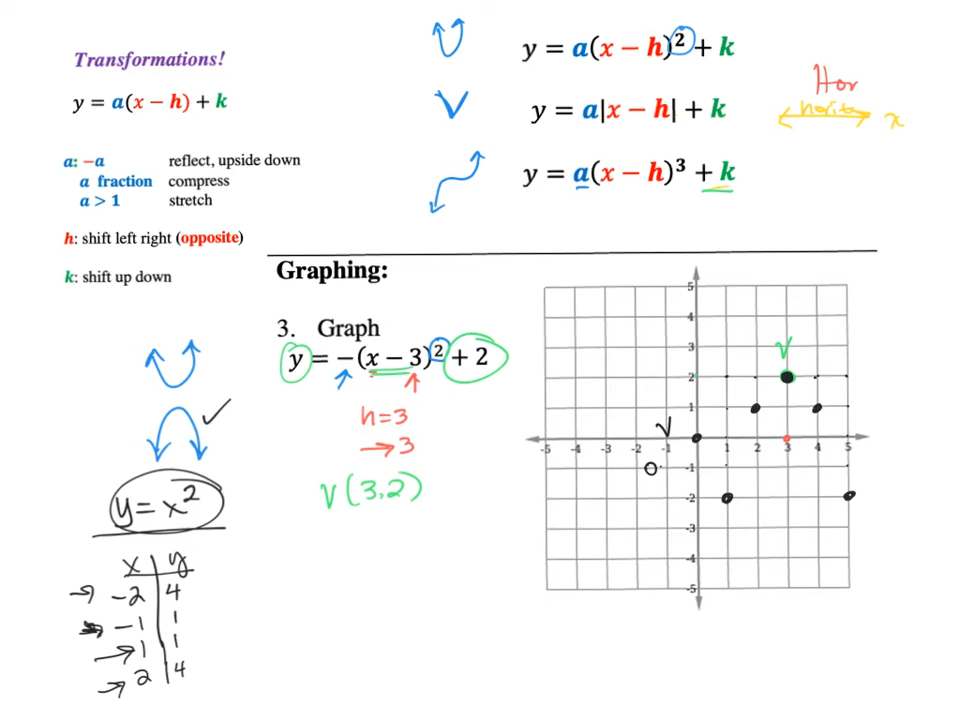 Transformations!
y = a(x − h) + k
a: −a reflect, upside down
a fraction compress
a > 1 stretch
h: shift left right (opposite)
k: shift up down
y = a(x − h)² + k
y = a|x − h| + k
y = a(x − h)³ + k
Hor
horiz
x
Graphing:
3. Graph
y = −(x − 3)² + 2
h=3
→3
V(3,2)
y=x²
x y
→ -2 4
→ -1 1
→ 1 1
→ 2 4
5
4
3
2
1
-1
-2
-3
-4
-5
-5 -4 -3 -2 -1 1 2 3 4 5
V
V